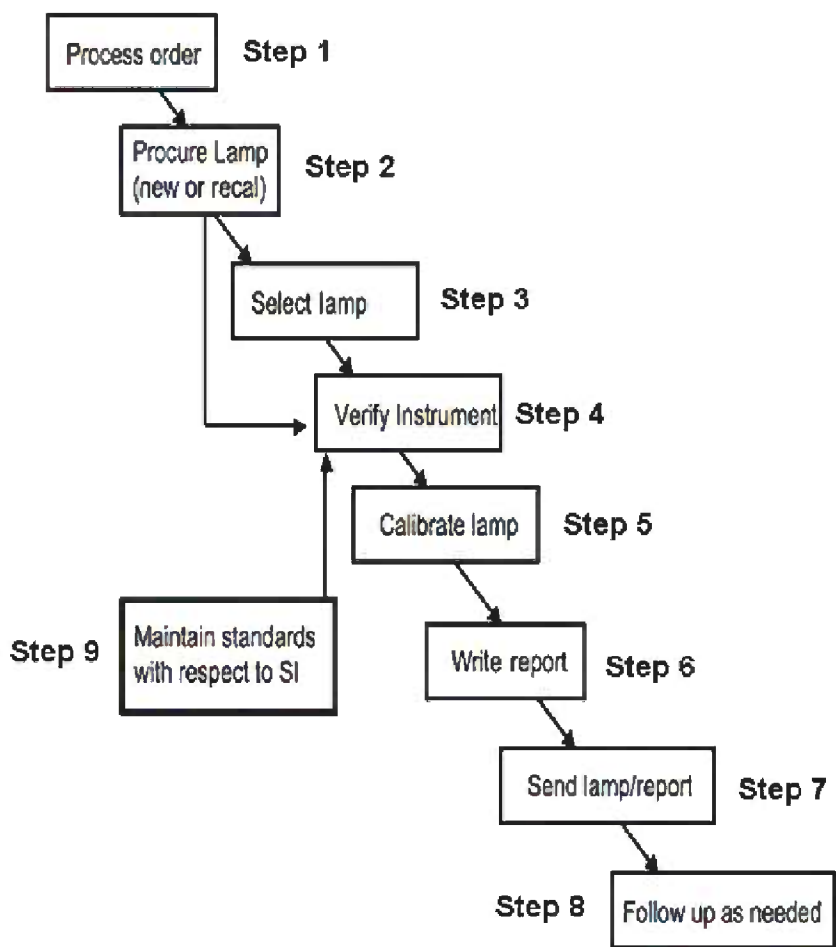 Process order
Step 1
Procure Lamp
(new or recal)
Step 2
Select lamp
Step 3
Verify Instrument
Step 4
Calibrate lamp
Step 5
Step 9
Maintain standards
with respect to SI
Write report
Step 6
Send lamp/report
Step 7
Step 8
Follow up as needed